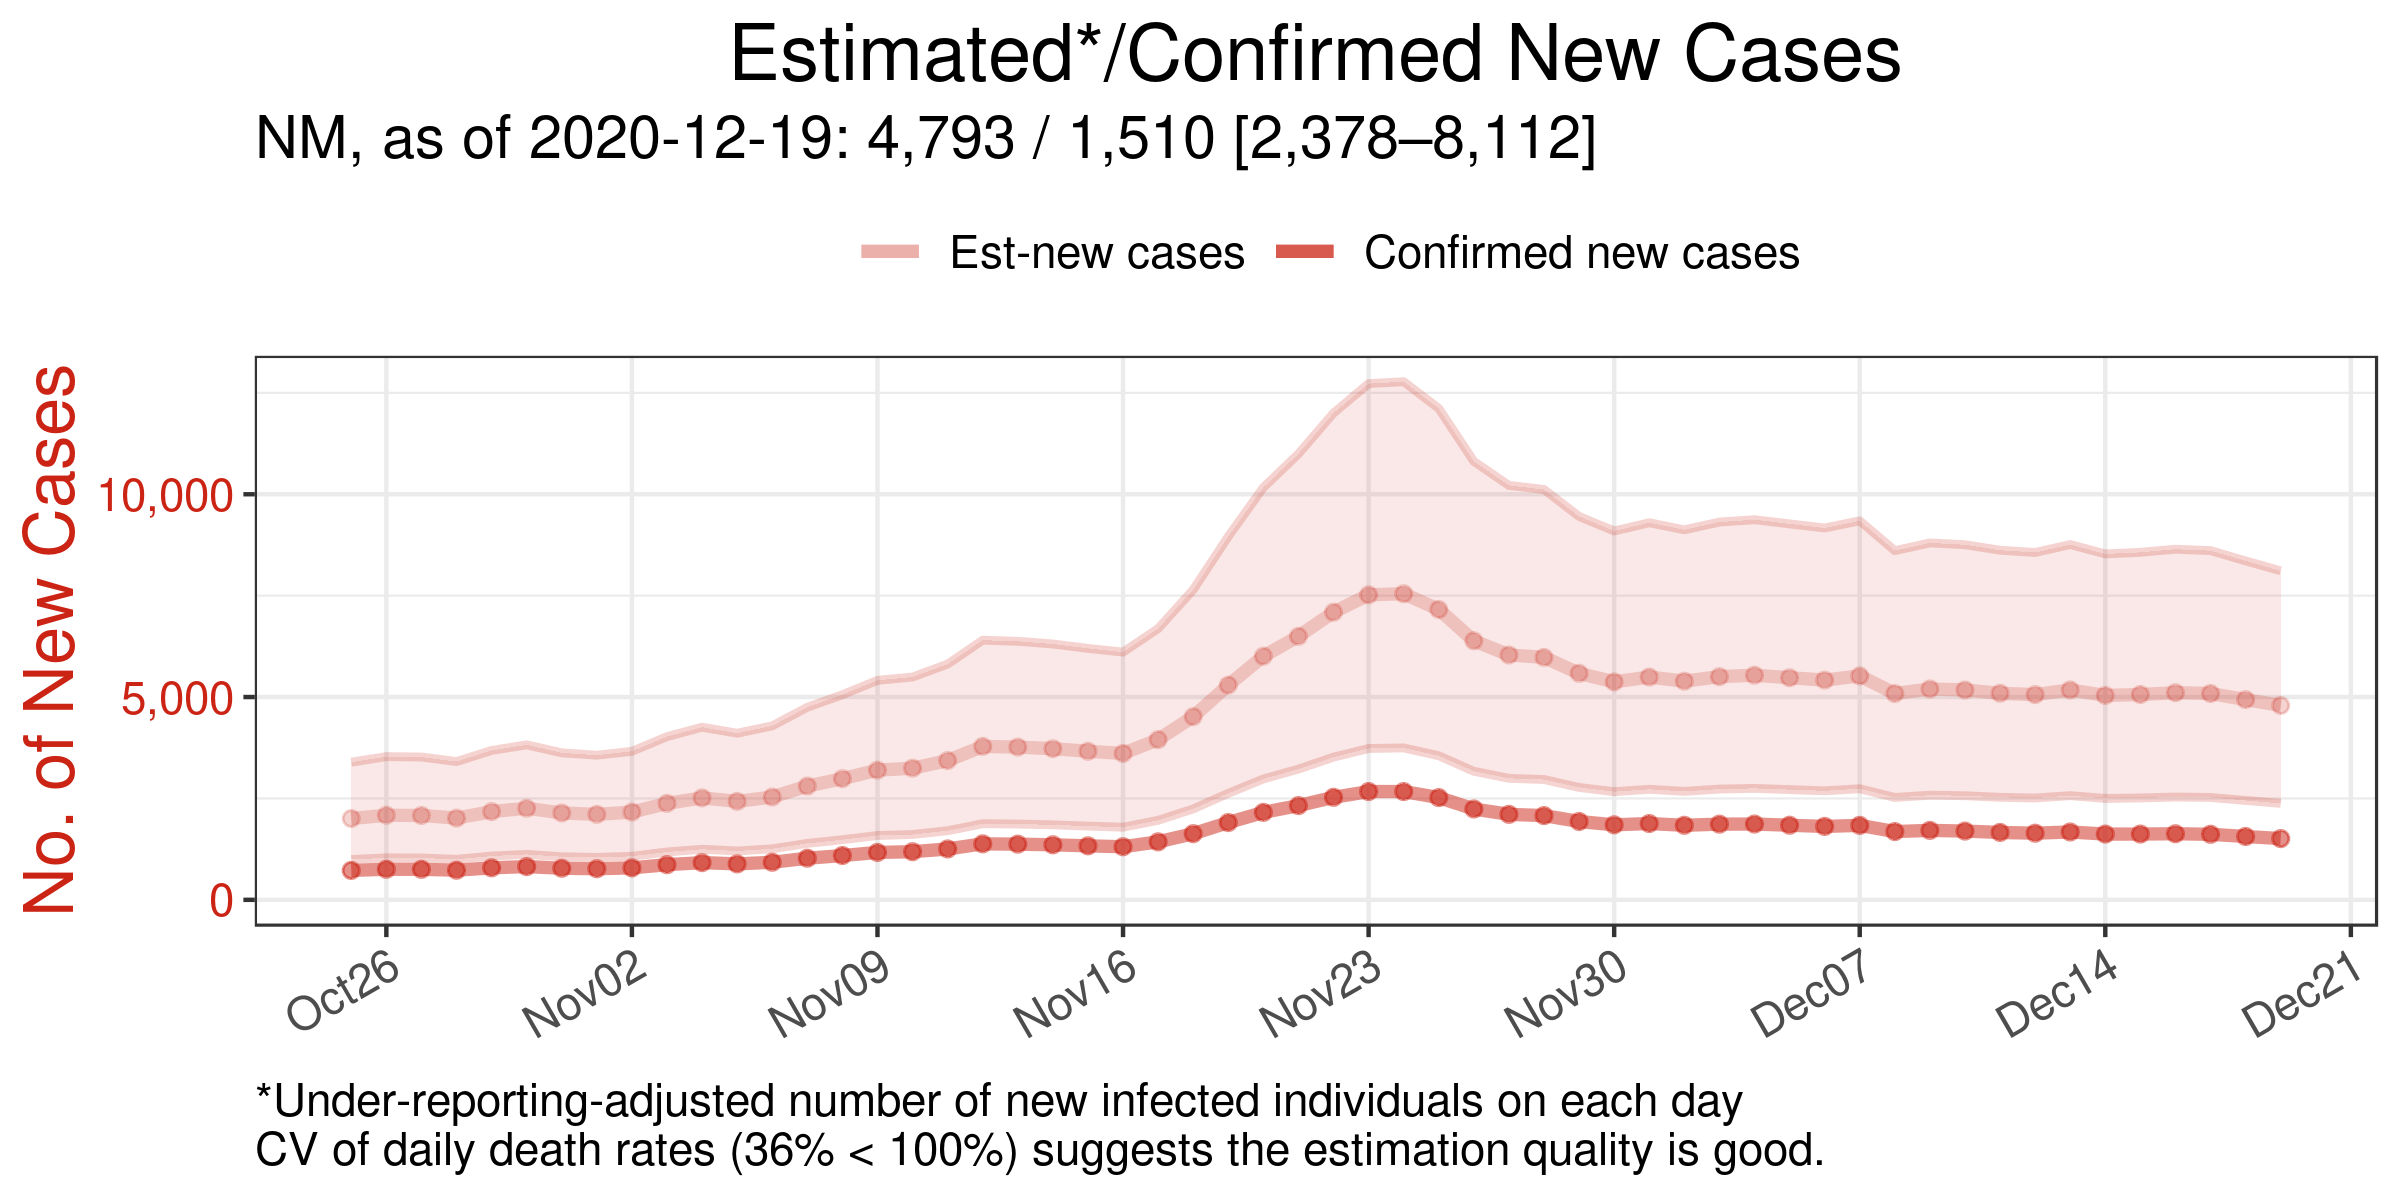 Estimated*/Confirmed New Cases
NM, as of 2020-12-19: 4,793 / 1,510 [2,378–8,112]
Est-new cases
Confirmed new cases
No. of New Cases
10,000
5,000
0
Oct26
Nov02
Nov09
Nov16
Nov23
Nov30
Dec07
Dec14
Dec21
*Under-reporting-adjusted number of new infected individuals on each day
CV of daily death rates (36% < 100%) suggests the estimation quality is good.